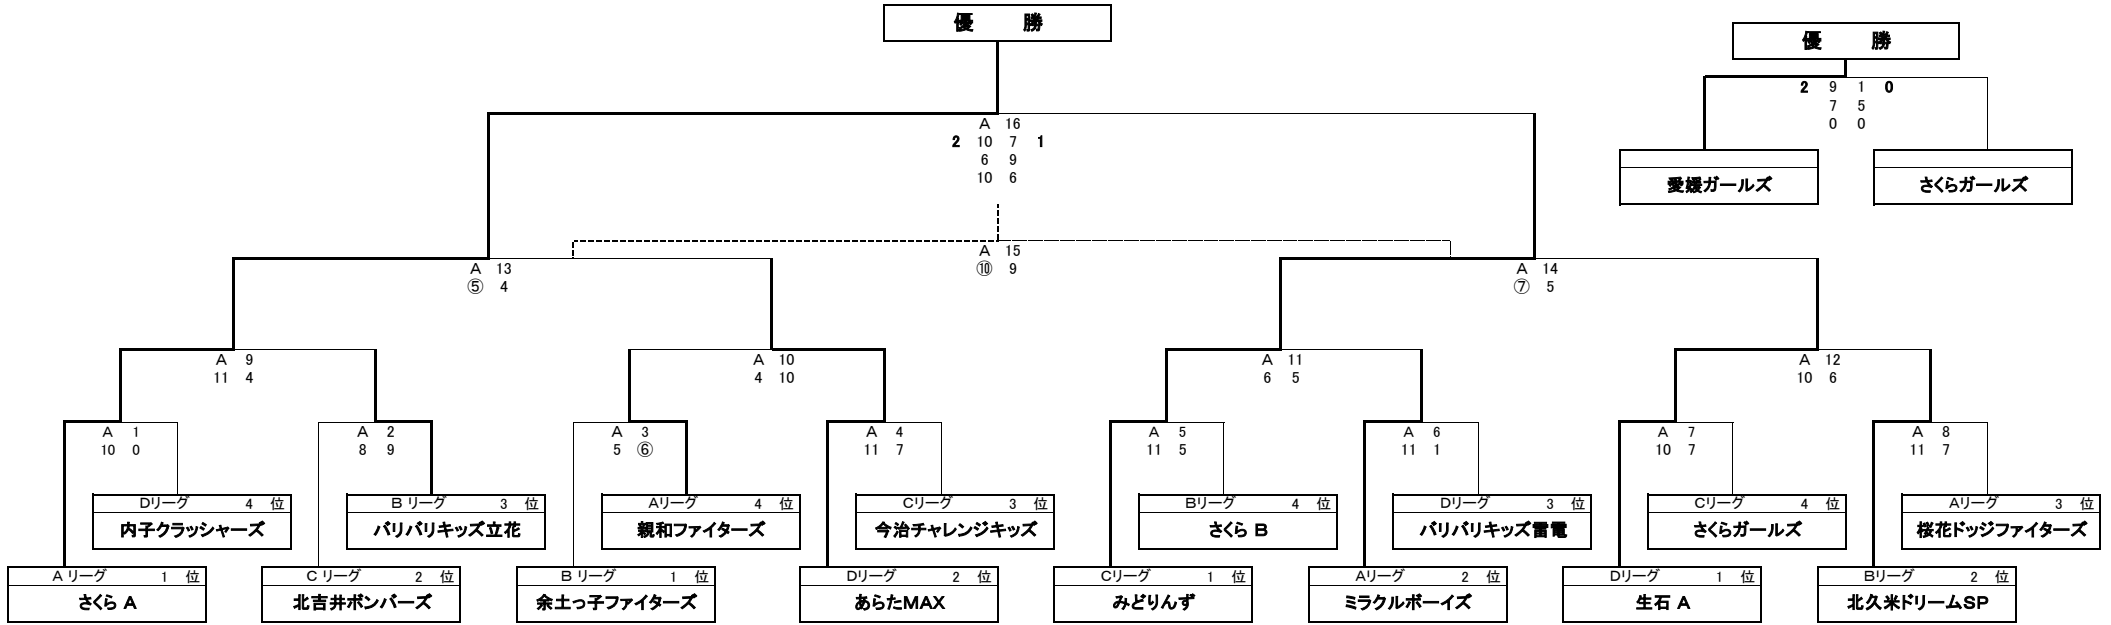 優 勝
優 勝
2 9 1 0
7 5
0 0
愛媛ガールズ さくらガールズ
A 16
2 10 7 1
6 9
10 6
A 15
⑩ 9
A 13 A 14
⑤ 4 ⑦ 5
A 9 A 10 A 11 A 12
11 4 4 10 6 5 10 6
A 1 A 2 A 3 A 4 A 5 A 6 A 7 A 8
10 0 8 9 5 ⑥ 11 7 11 5 11 1 10 7 11 7
Dリーグ 4 位 B リーグ 3 位 Aリーグ 4 位 Cリーグ 3 位 Bリーグ 4 位 Dリーグ 3 位 Cリーグ 4 位 Aリーグ 3 位
内子クラッシャーズ バリバリキッズ立花 親和ファイターズ 今治チャレンジキッズ さくら B バリバリキッズ雷電 さくらガールズ 桜花ドッジファイターズ
A リーグ 1 位 C リーグ 2 位 B リーグ 1 位 Dリーグ 2 位 Cリーグ 1 位 Aリーグ 2 位 Dリーグ 1 位 Bリーグ 2 位
さくら A 北吉井ボンバーズ 余土っ子ファイターズ あらたMAX みどりんず ミラクルボーイズ 生石 A 北久米ドリームSP